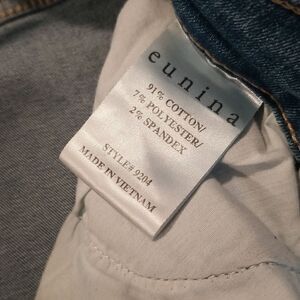 eunina
91% COTTON/
7% POLYESTER/
2% SPANDEX
STYLE# 9204
MADE IN VIETNAM